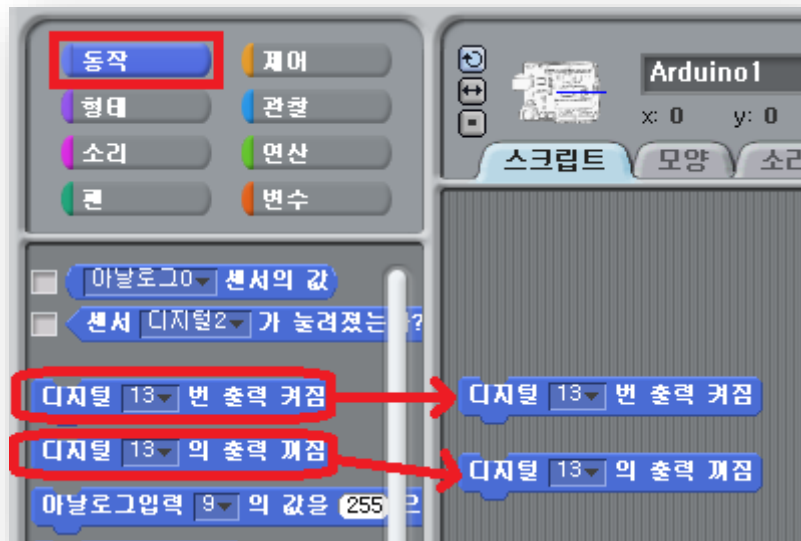 동작
제어
형태
관찰
소리
연산
펜
변수
Arduino1
x: 0 y: 0
스크립트
모양
소리
아날로그0 센서의 값
센서 디지털2 가 눌려졌는 ?
디지털 13 번 출력 켜짐
디지털 13 의 출력 꺼짐
아날로그입력 9 의 값을 255 으
디지털 13 번 출력 켜짐
디지털 13 의 출력 꺼짐